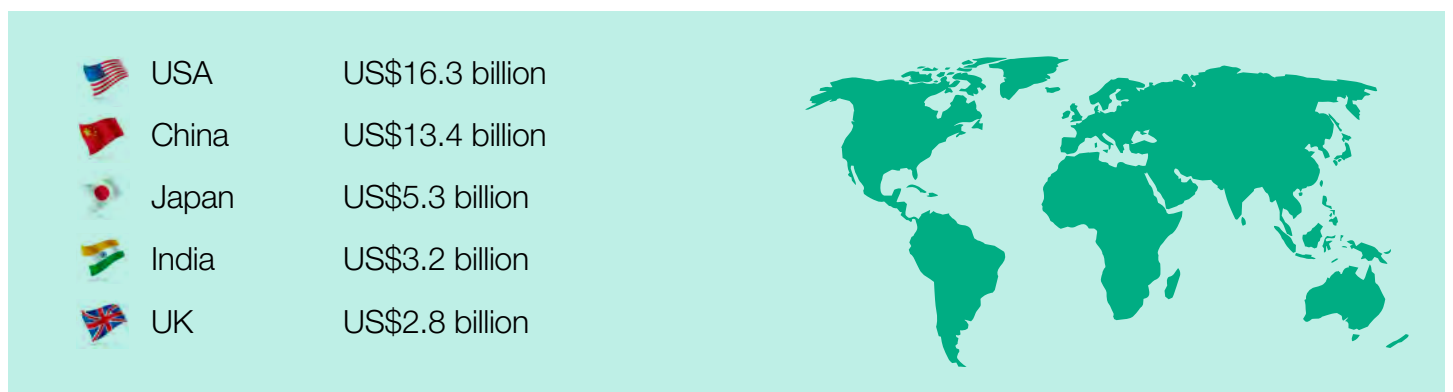 USA US$16.3 billion
China US$13.4 billion
Japan US$5.3 billion
India US$3.2 billion
UK US$2.8 billion